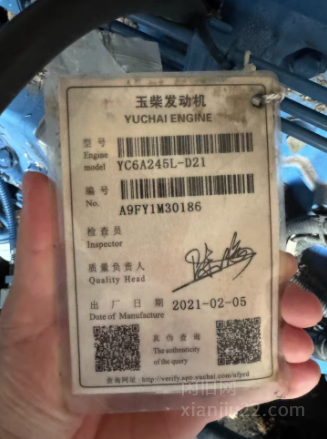 玉柴发动机
YUCHAI ENGINE
型号
Engine model
YC6A245L-D21
编号
No.
A9FY1M30186
检查员
Inspector
质量负责人
Quality Head
出厂日期 2021-02-05
Date of Manufacture
真伪查询
The authenticity
of the query
xianjiu22.com